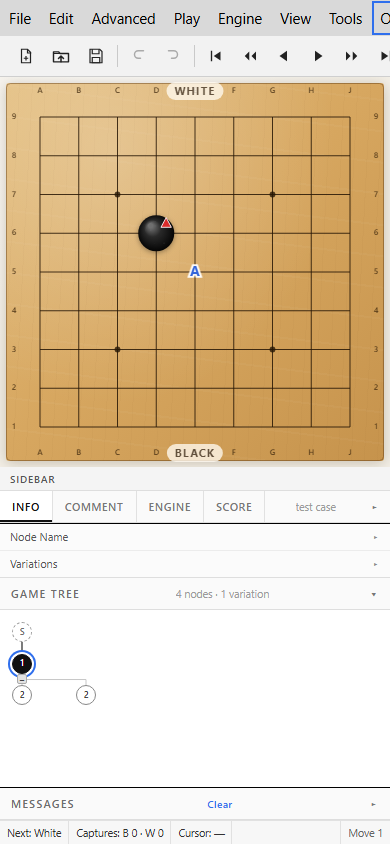 File Edit Advanced Play Engine View Tools
WHITE
A B C D F G H J
9
8
7
6
A
5
4
3
2
1
A B C D F G H J
BLACK
SIDEBAR
INFO COMMENT ENGINE SCORE test case
Node Name
Variations
GAME TREE 4 nodes · 1 variation
S
1
2 2
MESSAGES Clear
Next: White Captures: B 0 · W 0 Cursor: — Move 1